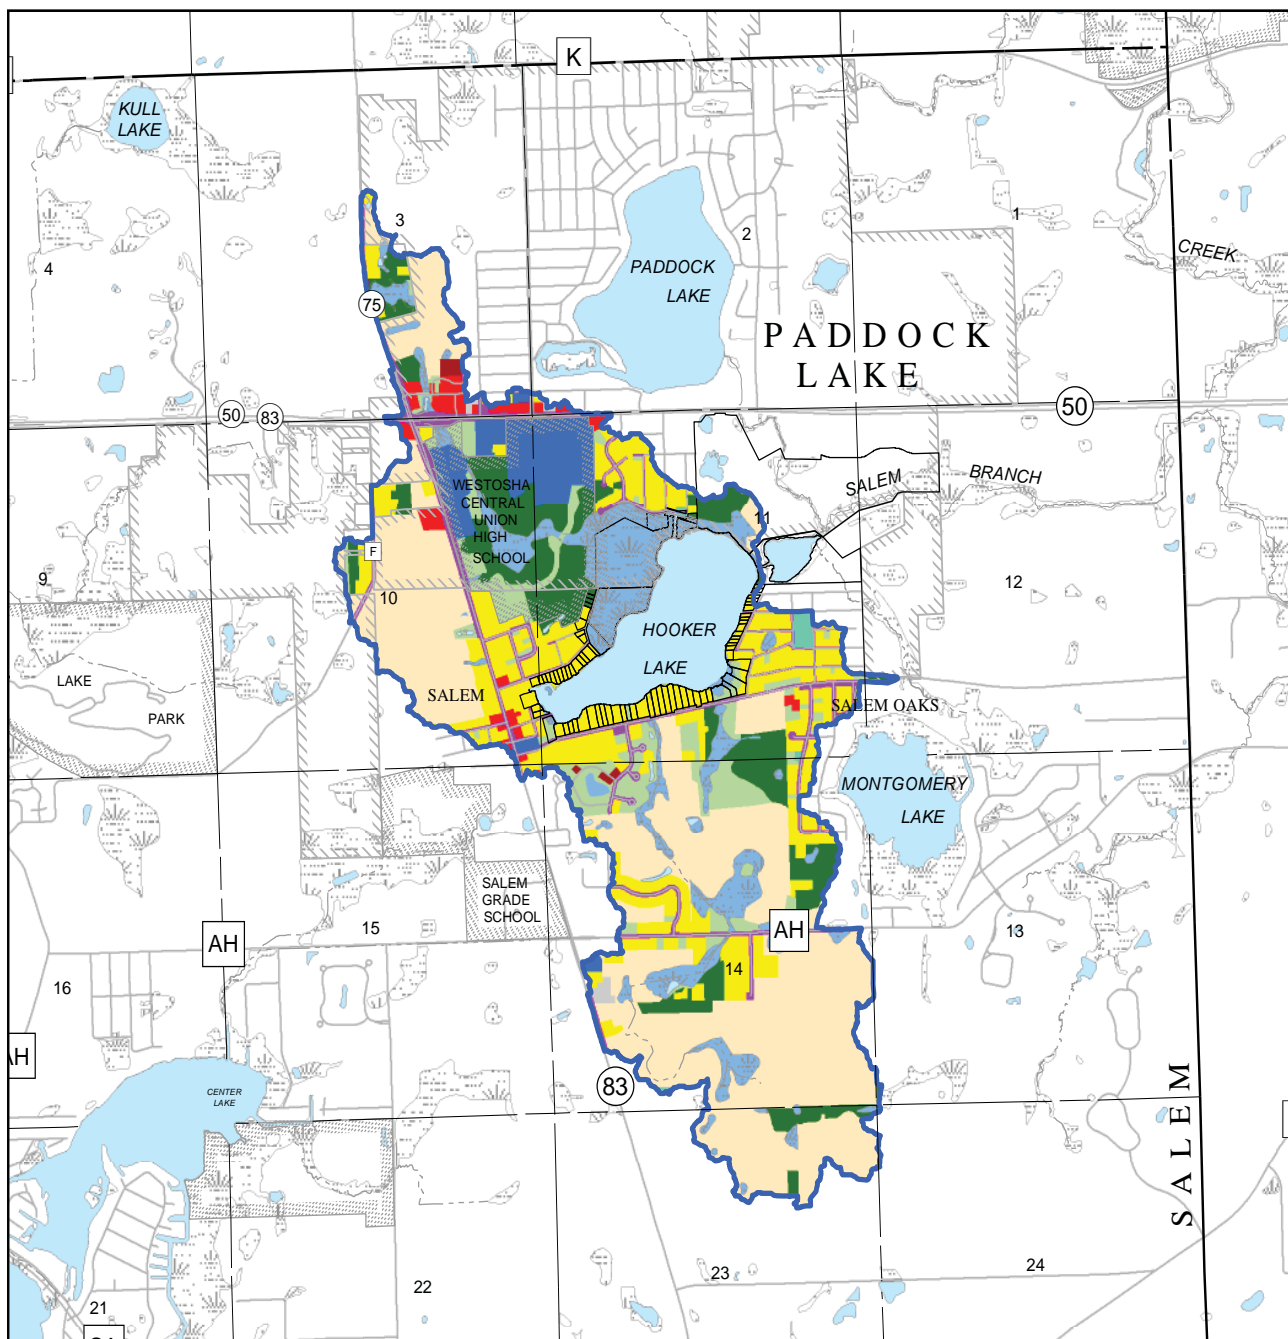 K
KULL
LAKE
3
2
1
4
CREEK
PADDOCK
LAKE
75
PADDOCK
LAKE
50
83
50
WESTOSHA
CENTRAL
UNION
HIGH
SCHOOL
SALEM
BRANCH
11
F
9
10
12
HOOKER
LAKE
LAKE
PARK
SALEM
SALEM OAKS
MONTGOMERY
LAKE
SALEM
GRADE
SCHOOL
15
AH
AH
13
16
14
AH
83
CENTER
LAKE
SALEM
22
23
24
21